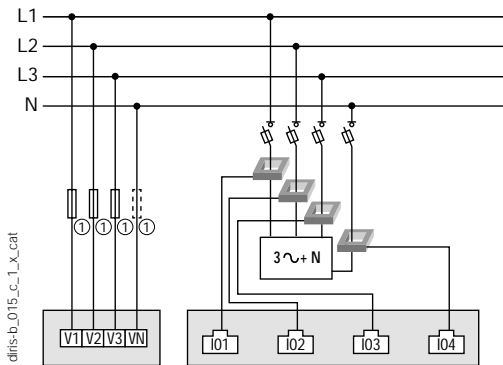 L1
L2
L3
N
① ① ① ①
3 ∿ + N
V1 V2 V3 VN
I01 I02 I03 I04
diris-b_015_c_1_x_cat